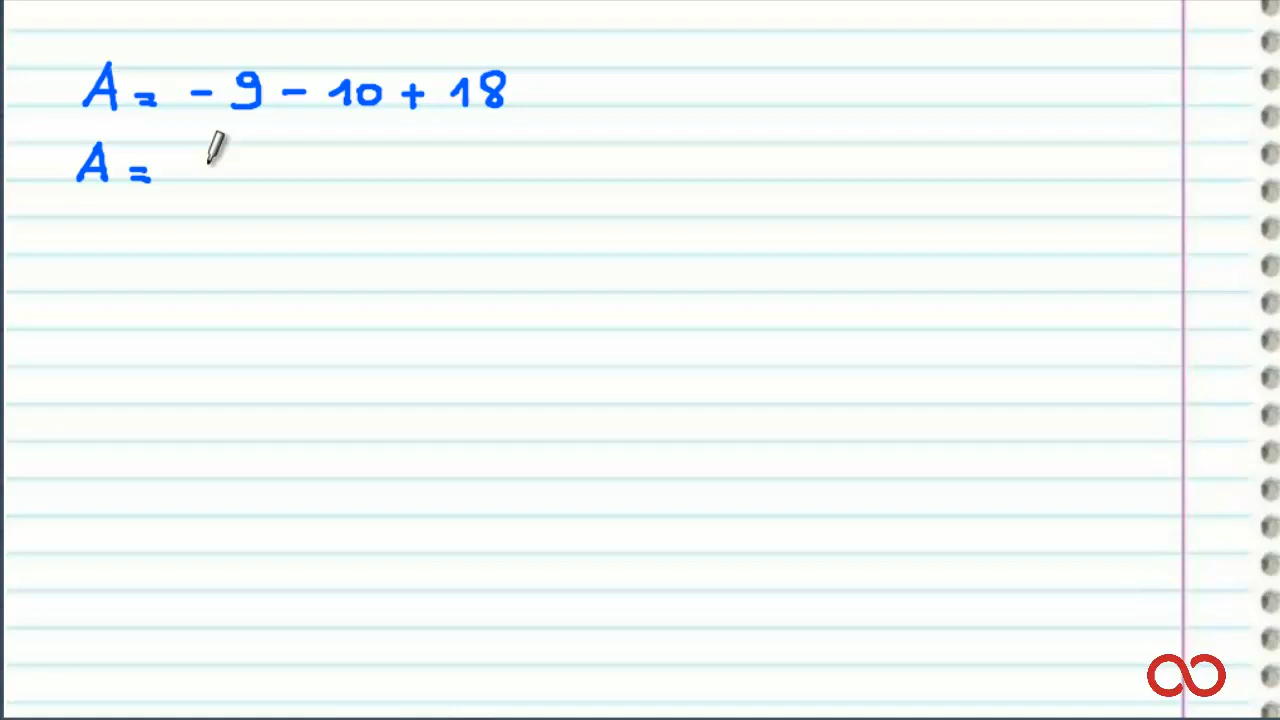 A = - 9 - 10 + 18
A =